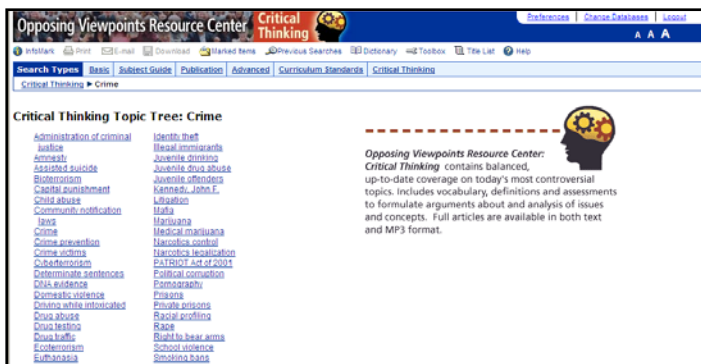 Opposing Viewpoints Resource Center Critical Thinking
Preferences Change Databases Logout
A A A
InfoMark Print E-mail Download Marked Items Previous Searches Dictionary Toolbox Title List Help
Search Types Basic Subject Guide Publication Advanced Curriculum Standards Critical Thinking
Critical Thinking ► Crime
Critical Thinking Topic Tree: Crime
Administration of criminal
justice
Amnesty
Assisted suicide
Bioterrorism
Capital punishment
Child abuse
Community notification
laws
Crime
Crime prevention
Crime victims
Cyberterrorism
Determinate sentences
DNA evidence
Domestic violence
Driving while intoxicated
Drug abuse
Drug testing
Drug traffic
Ecoterrorism
Euthanasia
Identity theft
Illegal immigrants
Juvenile drinking
Juvenile drug abuse
Juvenile offenders
Kennedy, John F.
Litigation
Mafia
Marijuana
Medical marijuana
Narcotics control
Narcotics legalization
PATRIOT Act of 2001
Political corruption
Pornography
Prisons
Private prisons
Racial profiling
Rape
Right to bear arms
School violence
Smoking bans
Opposing Viewpoints Resource Center:
Critical Thinking contains balanced,
up-to-date coverage on today's most controversial
topics. Includes vocabulary, definitions and assessments
to formulate arguments about and analysis of issues
and concepts. Full articles are available in both text
and MP3 format.